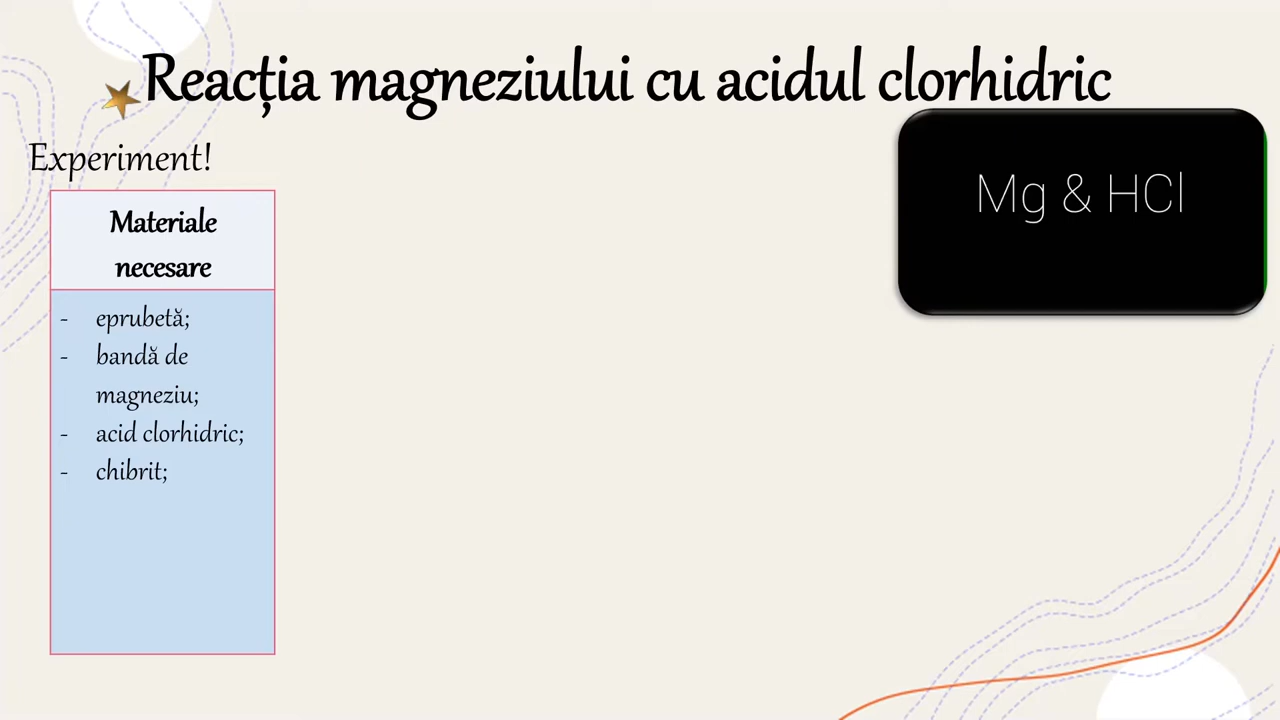 Reacția magneziului cu acidul clorhidric
Experiment!
Mg & HCl
Materiale
necesare
- eprubetă;
- bandă de
magneziu;
- acid clorhidric;
- chibrit;